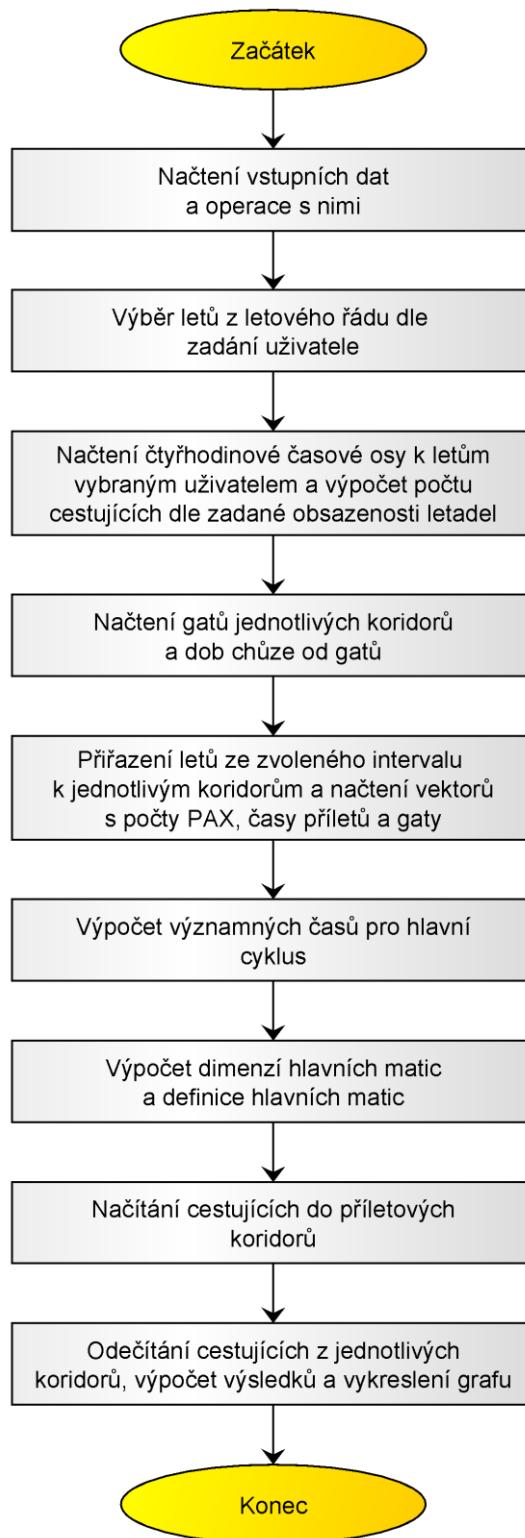 Začátek
Načtení vstupních dat
a operace s nimi
Výběr letů z letového řádu dle
zadání uživatele
Načtení čtyřhodinové časové osy k letům
vybraným uživatelem a výpočet počtu
cestujících dle zadané obsazenosti letadel
Načtení gatů jednotlivých koridorů
a dob chůze od gatů
Přiřazení letů ze zvoleného intervalu
k jednotlivým koridorům a načtení vektorů
s počty PAX, časy příletů a gaty
Výpočet významných časů pro hlavní
cyklus
Výpočet dimenzí hlavních matic
a definice hlavních matic
Načítání cestujících do příletových
koridorů
Odečítání cestujících z jednotlivých
koridorů, výpočet výsledků a vykreslení grafu
Konec